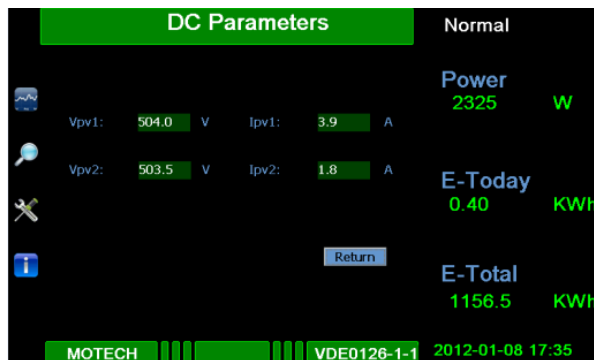 DC Parameters
Normal
Vpv1: 504.0 V Ipv1: 3.9 A
Vpv2: 503.5 V Ipv2: 1.8 A
Return
Power
2325 W
E-Today
0.40 KWh
E-Total
1156.5 KWh
MOTECH VDE0126-1-1
2012-01-08 17:35